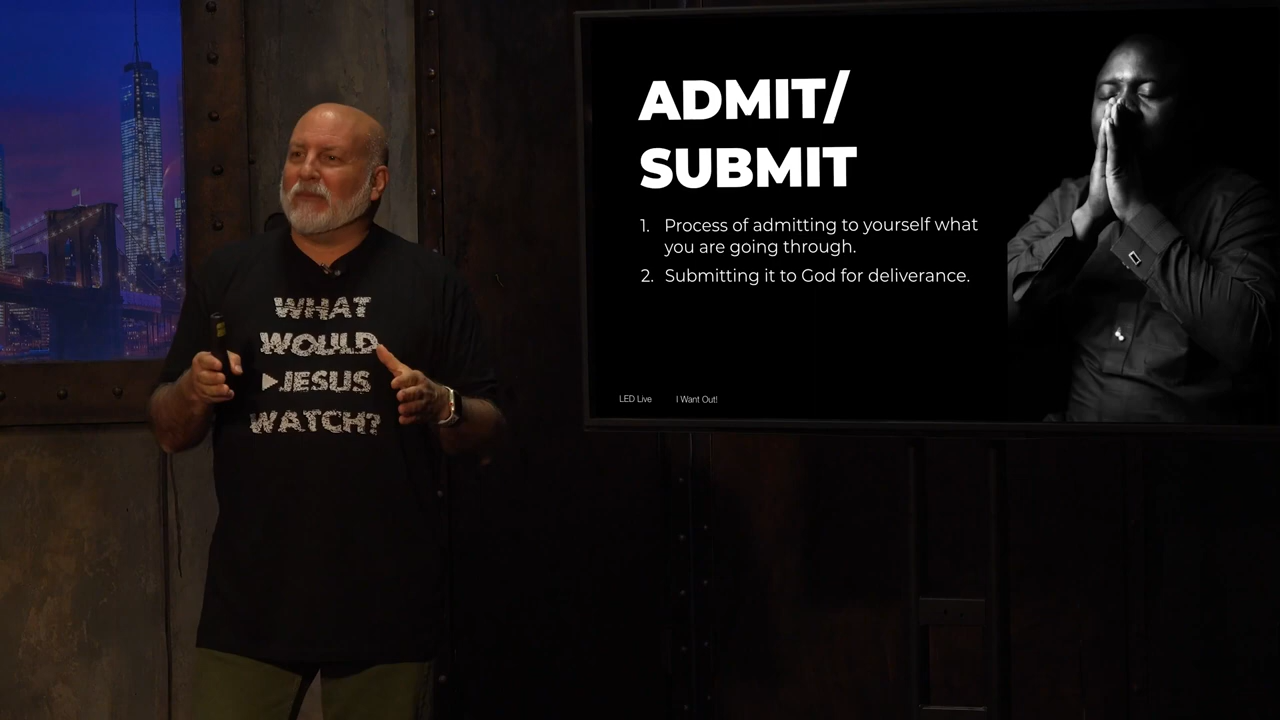 WHAT
WOULD
JESUS
WATCH?
ADMIT/
SUBMIT
1. Process of admitting to yourself what
you are going through.
2. Submitting it to God for deliverance.
LED Live I Want Out!